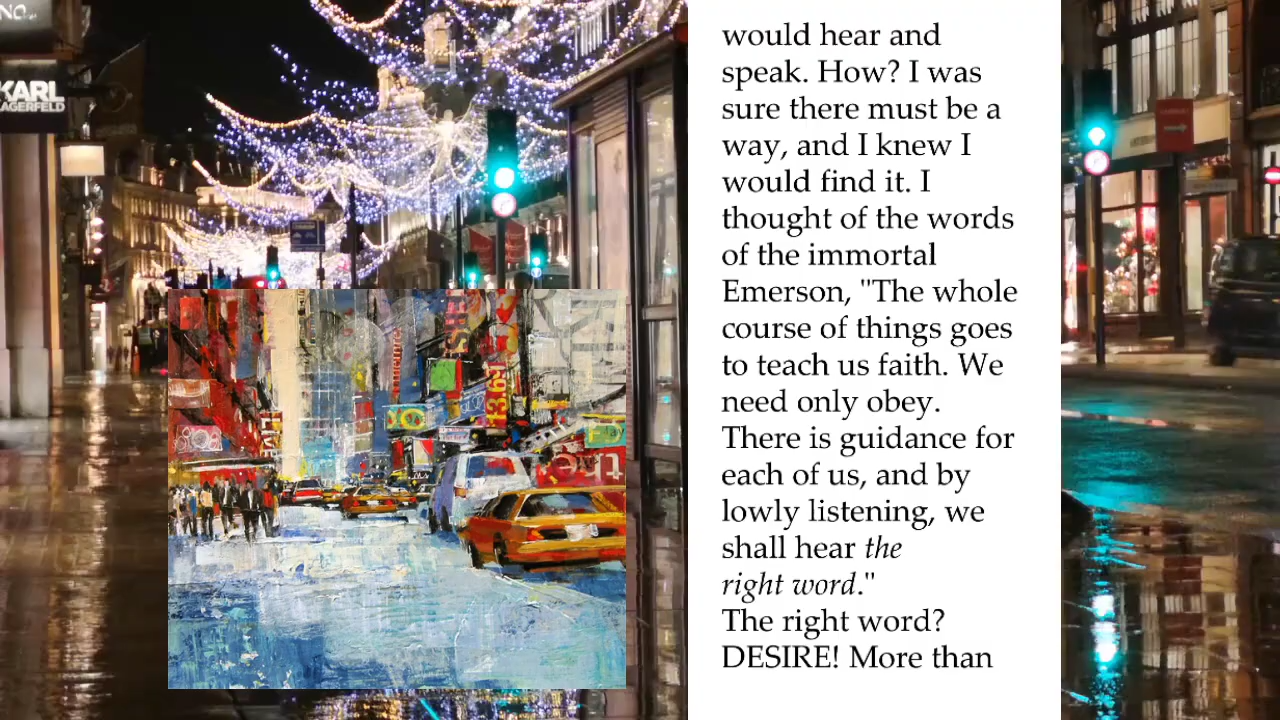 KARL
LAGERFELD
would hear and
speak. How? I was
sure there must be a
way, and I knew I
would find it. I
thought of the words
of the immortal
Emerson, "The whole
course of things goes
to teach us faith. We
need only obey.
There is guidance for
each of us, and by
lowly listening, we
shall hear the
right word."
The right word?
DESIRE! More than